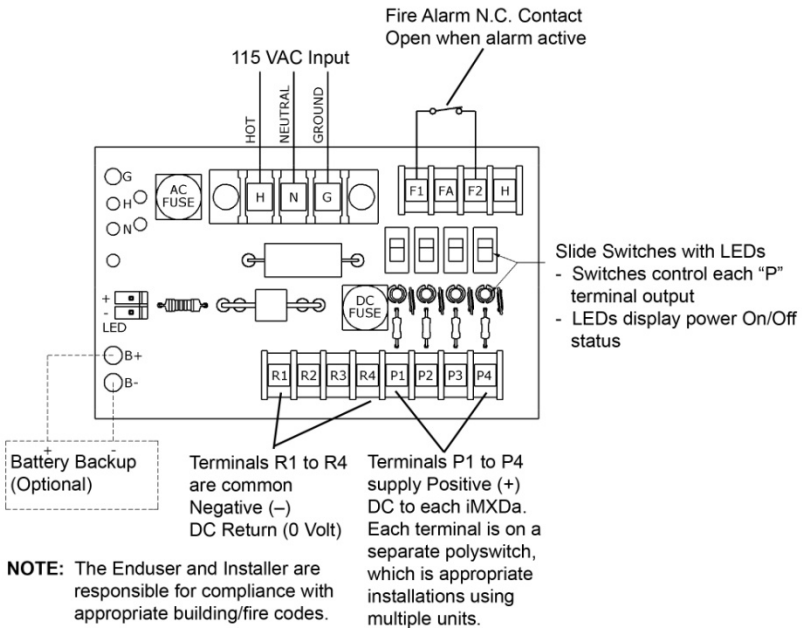 Fire Alarm N.C. Contact
Open when alarm active
115 VAC Input
HOT
NEUTRAL
GROUND
G
H
N
AC
FUSE
H
N
G
F1
FA
F2
H
Slide Switches with LEDs
- Switches control each “P”
terminal output
- LEDs display power On/Off
status
+
-
LED
DC
FUSE
B+
B-
R1
R2
R3
R4
P1
P2
P3
P4
+
-
Battery Backup
(Optional)
Terminals R1 to R4
are common
Negative (–)
DC Return (0 Volt)
Terminals P1 to P4
supply Positive (+)
DC to each iMXDa.
Each terminal is on a
separate polyswitch,
which is appropriate
installations using
multiple units.
NOTE: The Enduser and Installer are
responsible for compliance with
appropriate building/fire codes.